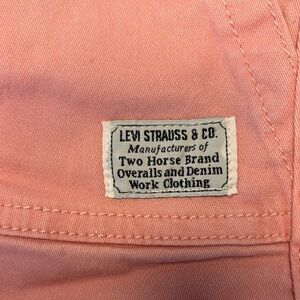 LEVI STRAUSS & CO.
Manufacturers of
Two Horse Brand
Overalls and Denim
Work Clothing